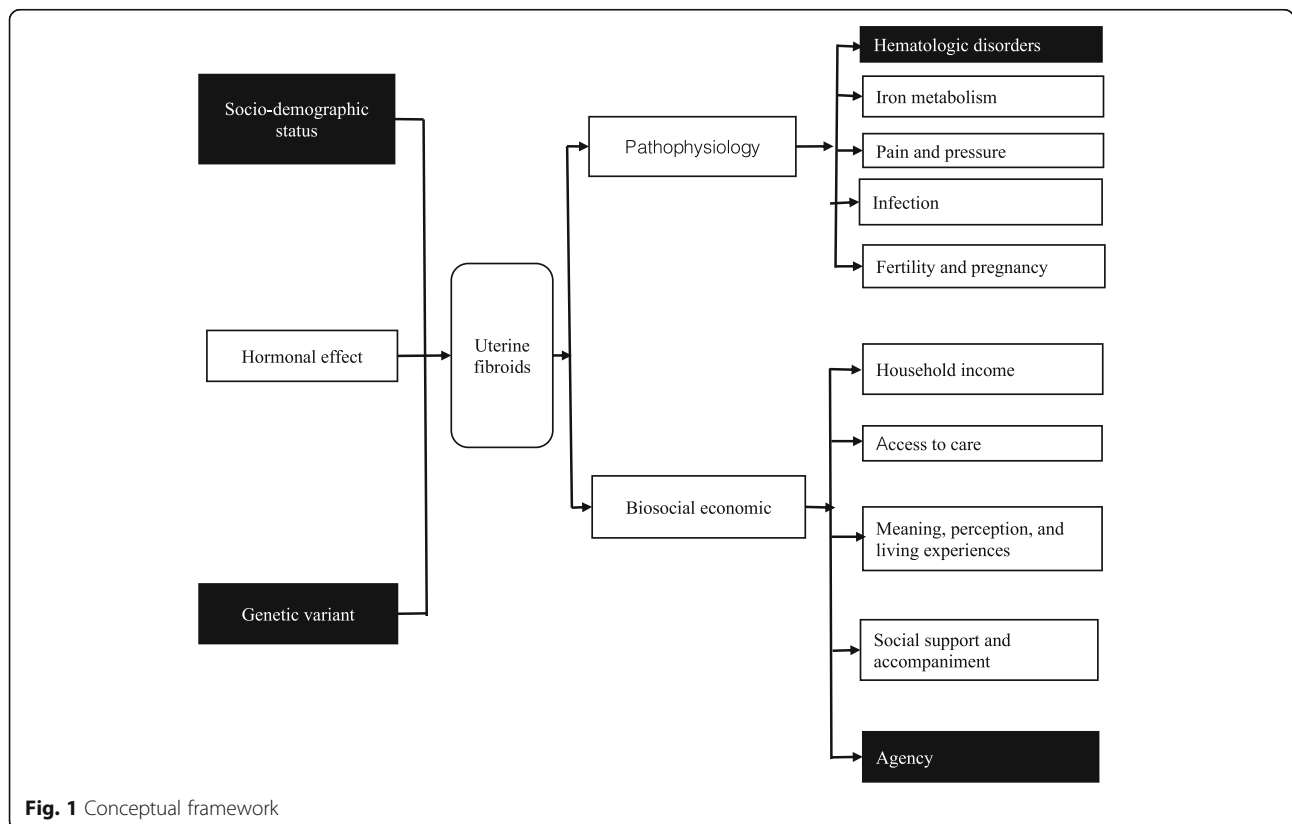 Socio-demographic
status
Hormonal effect
Genetic variant
Uterine
fibroids
Pathophysiology
Biosocial economic
Hematologic disorders
Iron metabolism
Pain and pressure
Infection
Fertility and pregnancy
Household income
Access to care
Meaning, perception, and
living experiences
Social support and
accompaniment
Agency
Fig. 1 Conceptual framework